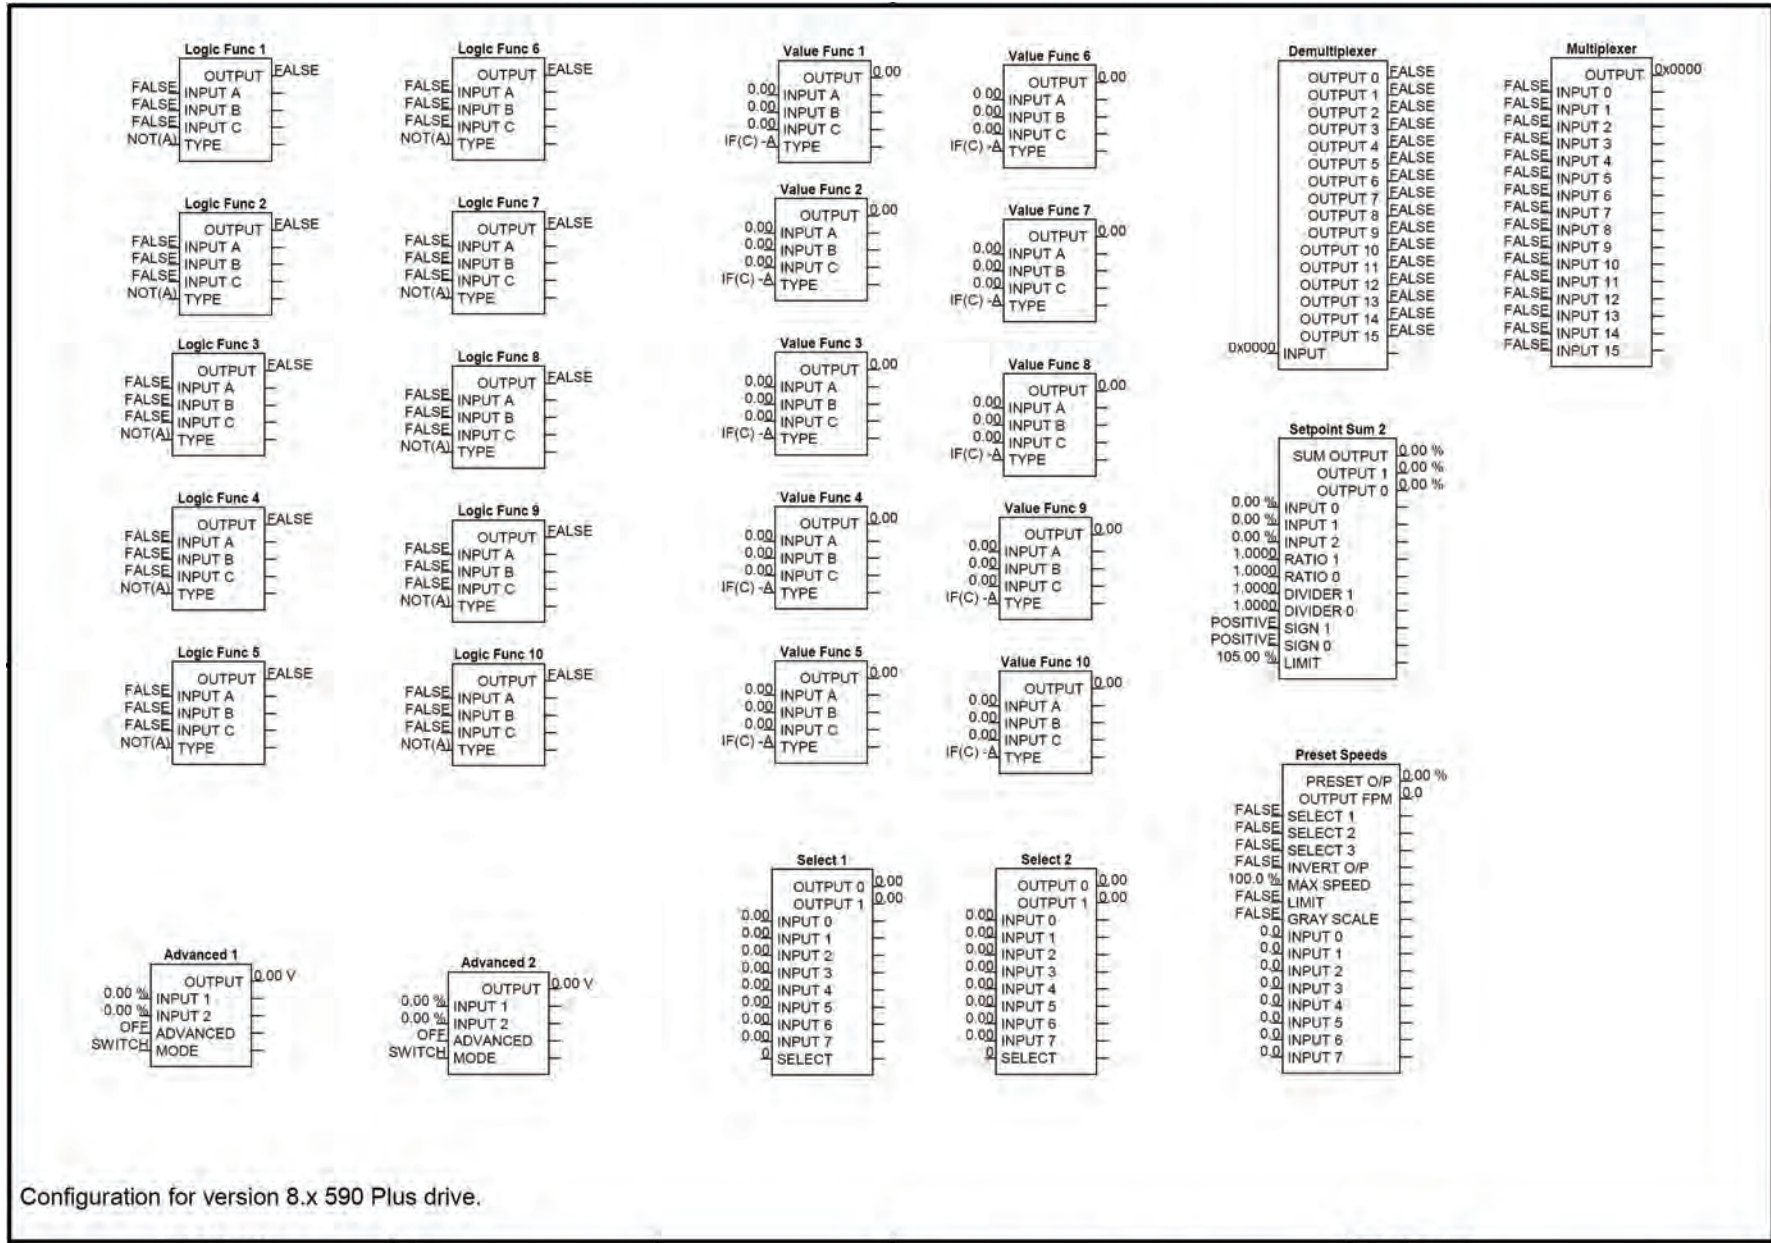 Logic Func 1
OUTPUT FALSE
FALSE INPUT A
FALSE INPUT B
FALSE INPUT C
NOT(A) TYPE
Logic Func 2
OUTPUT FALSE
FALSE INPUT A
FALSE INPUT B
FALSE INPUT C
NOT(A) TYPE
Logic Func 3
OUTPUT FALSE
FALSE INPUT A
FALSE INPUT B
FALSE INPUT C
NOT(A) TYPE
Logic Func 4
OUTPUT FALSE
FALSE INPUT A
FALSE INPUT B
FALSE INPUT C
NOT(A) TYPE
Logic Func 5
OUTPUT FALSE
FALSE INPUT A
FALSE INPUT B
FALSE INPUT C
NOT(A) TYPE
Advanced 1
OUTPUT 0.00 V
0.00 % INPUT 1
0.00 % INPUT 2
OFF ADVANCED
SWITCH MODE
Logic Func 6
OUTPUT FALSE
FALSE INPUT A
FALSE INPUT B
FALSE INPUT C
NOT(A) TYPE
Logic Func 7
OUTPUT FALSE
FALSE INPUT A
FALSE INPUT B
FALSE INPUT C
NOT(A) TYPE
Logic Func 8
OUTPUT FALSE
FALSE INPUT A
FALSE INPUT B
FALSE INPUT C
NOT(A) TYPE
Logic Func 9
OUTPUT FALSE
FALSE INPUT A
FALSE INPUT B
FALSE INPUT C
NOT(A) TYPE
Logic Func 10
OUTPUT FALSE
FALSE INPUT A
FALSE INPUT B
FALSE INPUT C
NOT(A) TYPE
Advanced 2
OUTPUT 0.00 V
0.00 % INPUT 1
0.00 % INPUT 2
OFF ADVANCED
SWITCH MODE
Value Func 1
OUTPUT 0.00
0.00 INPUT A
0.00 INPUT B
0.00 INPUT C
IF(C) -A TYPE
Value Func 2
OUTPUT 0.00
0.00 INPUT A
0.00 INPUT B
0.00 INPUT C
IF(C) -A TYPE
Value Func 3
OUTPUT 0.00
0.00 INPUT A
0.00 INPUT B
0.00 INPUT C
IF(C) -A TYPE
Value Func 4
OUTPUT 0.00
0.00 INPUT A
0.00 INPUT B
0.00 INPUT C
IF(C) -A TYPE
Value Func 5
OUTPUT 0.00
0.00 INPUT A
0.00 INPUT B
0.00 INPUT C
IF(C) -A TYPE
Select 1
OUTPUT 0 0.00
OUTPUT 1 0.00
0.00 INPUT 0
0.00 INPUT 1
0.00 INPUT 2
0.00 INPUT 3
0.00 INPUT 4
0.00 INPUT 5
0.00 INPUT 6
0.00 INPUT 7
0 SELECT
Value Func 6
OUTPUT 0.00
0.00 INPUT A
0.00 INPUT B
0.00 INPUT C
IF(C) -A TYPE
Value Func 7
OUTPUT 0.00
0.00 INPUT A
0.00 INPUT B
0.00 INPUT C
IF(C) -A TYPE
Value Func 8
OUTPUT 0.00
0.00 INPUT A
0.00 INPUT B
0.00 INPUT C
IF(C) -A TYPE
Value Func 9
OUTPUT 0.00
0.00 INPUT A
0.00 INPUT B
0.00 INPUT C
IF(C) -A TYPE
Value Func 10
OUTPUT 0.00
0.00 INPUT A
0.00 INPUT B
0.00 INPUT C
IF(C) -A TYPE
Select 2
OUTPUT 0 0.00
OUTPUT 1 0.00
0.00 INPUT 0
0.00 INPUT 1
0.00 INPUT 2
0.00 INPUT 3
0.00 INPUT 4
0.00 INPUT 5
0.00 INPUT 6
0.00 INPUT 7
0 SELECT
Demultiplexer
OUTPUT 0 FALSE
OUTPUT 1 FALSE
OUTPUT 2 FALSE
OUTPUT 3 FALSE
OUTPUT 4 FALSE
OUTPUT 5 FALSE
OUTPUT 6 FALSE
OUTPUT 7 FALSE
OUTPUT 8 FALSE
OUTPUT 9 FALSE
OUTPUT 10 FALSE
OUTPUT 11 FALSE
OUTPUT 12 FALSE
OUTPUT 13 FALSE
OUTPUT 14 FALSE
OUTPUT 15 FALSE
0x0000 INPUT
Setpoint Sum 2
SUM OUTPUT 0.00 %
OUTPUT 1 0.00 %
OUTPUT 0 0.00 %
0.00 % INPUT 0
0.00 % INPUT 1
0.00 % INPUT 2
1.0000 RATIO 1
1.0000 RATIO 0
1.0000 DIVIDER 1
1.0000 DIVIDER 0
POSITIVE SIGN 1
POSITIVE SIGN 0
105.00 % LIMIT
Preset Speeds
PRESET O/P 0.00 %
OUTPUT FPM 0.0
FALSE SELECT 1
FALSE SELECT 2
FALSE SELECT 3
FALSE INVERT O/P
100.0 % MAX SPEED
FALSE LIMIT
FALSE GRAY SCALE
0.0 INPUT 0
0.0 INPUT 1
0.0 INPUT 2
0.0 INPUT 3
0.0 INPUT 4
0.0 INPUT 5
0.0 INPUT 6
0.0 INPUT 7
Multiplexer
OUTPUT 0x0000
FALSE INPUT 0
FALSE INPUT 1
FALSE INPUT 2
FALSE INPUT 3
FALSE INPUT 4
FALSE INPUT 5
FALSE INPUT 6
FALSE INPUT 7
FALSE INPUT 8
FALSE INPUT 9
FALSE INPUT 10
FALSE INPUT 11
FALSE INPUT 12
FALSE INPUT 13
FALSE INPUT 14
FALSE INPUT 15
Configuration for version 8.x 590 Plus drive.